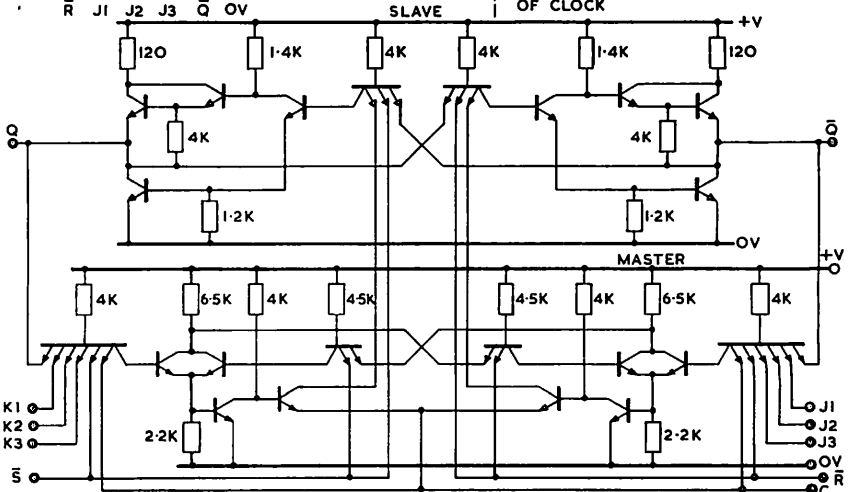 R̅ J1 J2 J3 Q̅ OV SLAVE OF CLOCK
+V
120 1·4K 4K 4K 1·4K 120
Q Q̅
4K 4K
1·2K 1·2K
OV
MASTER +V
4K 6·5K 4K 4·5K 4·5K 4K 6·5K 4K
K1 J1
K2 J2
K3 J3
2·2K 2·2K
OV
S̅ R̅